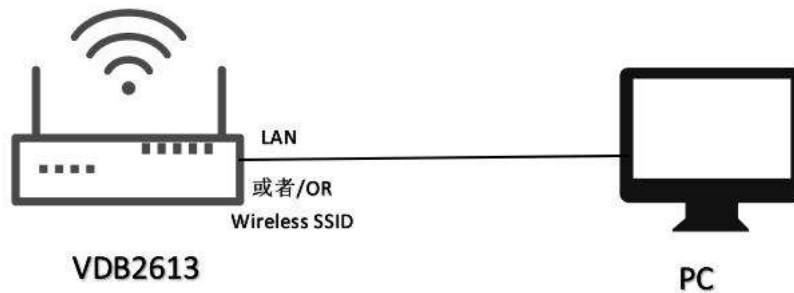 LAN
或者/OR
Wireless SSID
VDB2613
PC